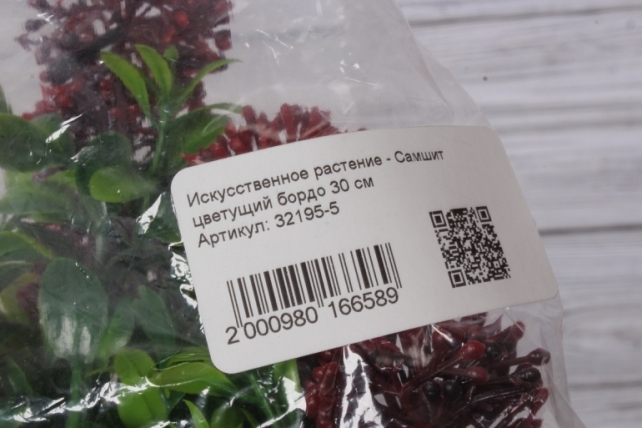 Искусственное растение - Самшит
цветущий бордо 30 см
Артикул: 32195-5
2 000980 166589